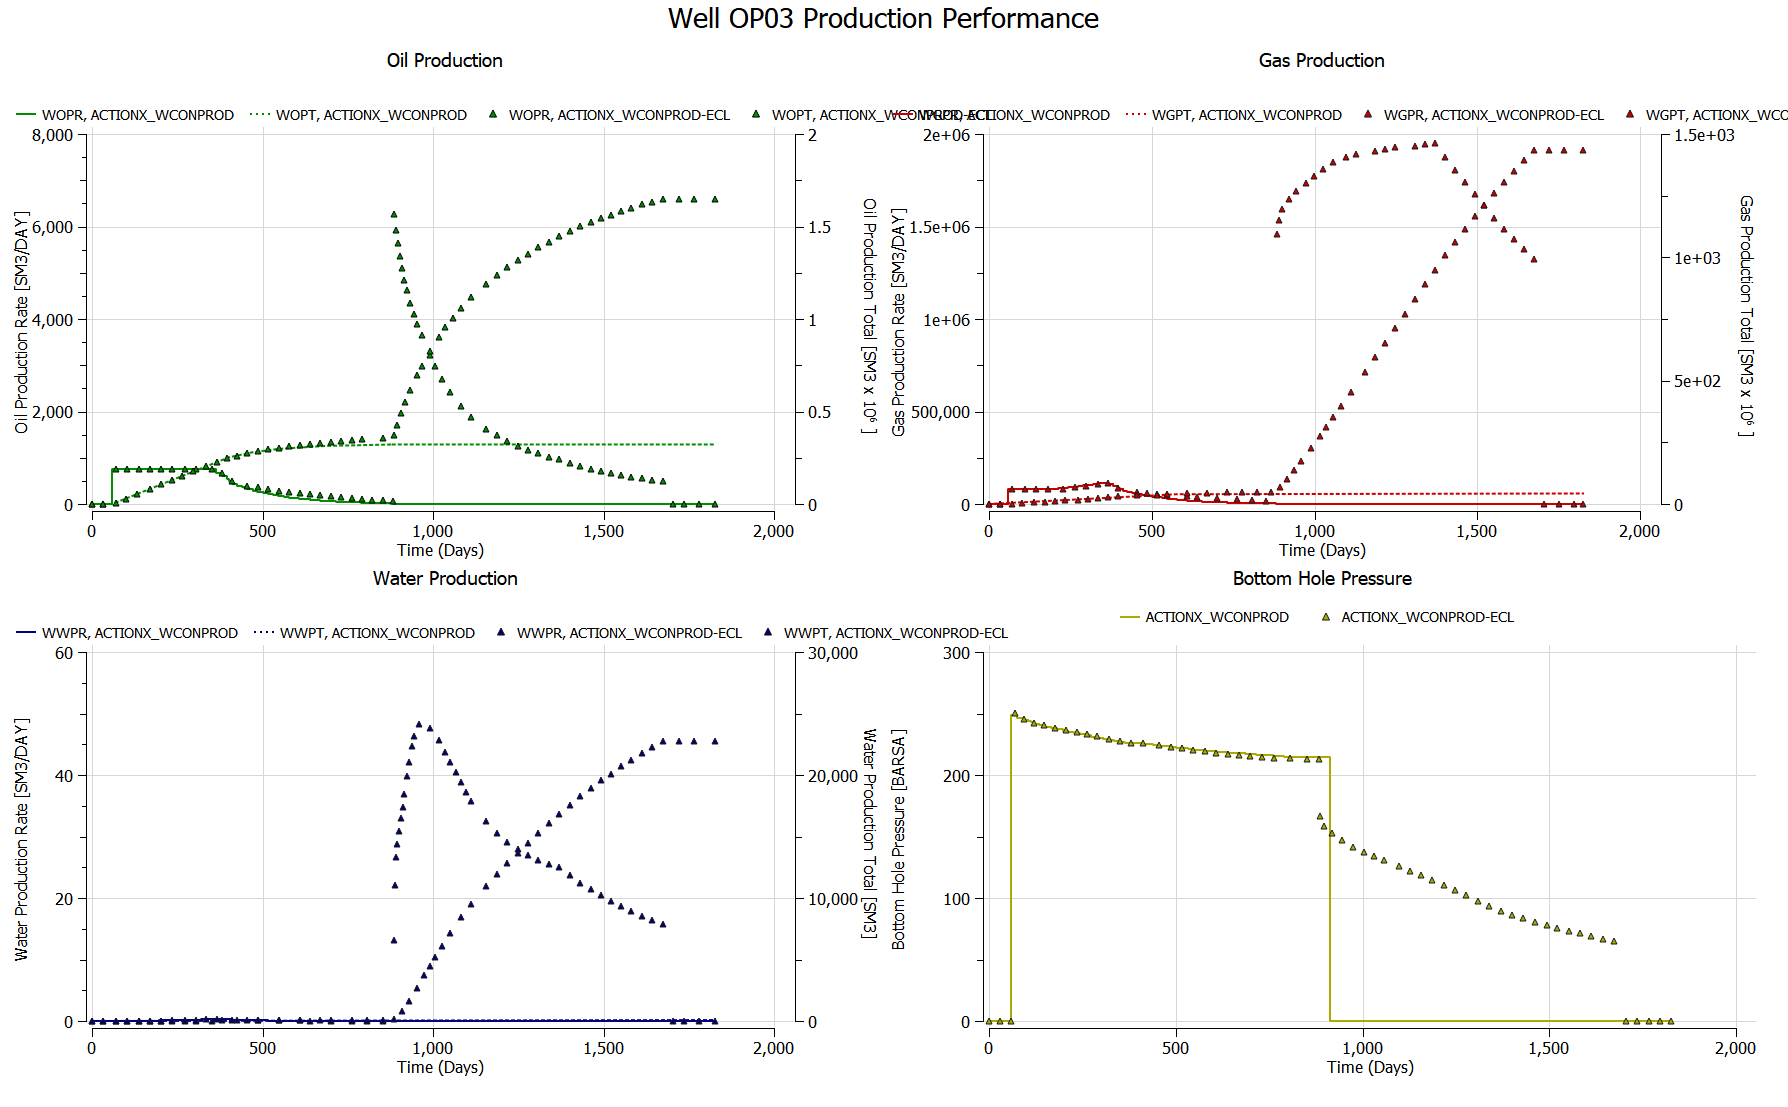 Well OP03 Production Performance
Oil Production
WOPR, ACTIONX_WCONPROD
WOPT, ACTIONX_WCONPROD
WOPR, ACTIONX_WCONPROD-ECL
WOPT, ACTIONX_WCONPROD-ECL
8,000
6,000
4,000
2,000
0
Oil Production Rate [SM3/DAY]
2
1.5
1
0.5
0
Oil Production Total [SM3 x 10⁶ ]
0
500
1,000
1,500
2,000
Time (Days)
Gas Production
WGPR, ACTIONX_WCONPROD
WGPT, ACTIONX_WCONPROD
WGPR, ACTIONX_WCONPROD-ECL
WGPT, ACTIONX_WCO
2e+06
1.5e+06
1e+06
500,000
0
Gas Production Rate [SM3/DAY]
1.5e+03
1e+03
5e+02
0
Gas Production Total [SM3 x 10⁶ ]
0
500
1,000
1,500
2,000
Time (Days)
Water Production
WWPR, ACTIONX_WCONPROD
WWPT, ACTIONX_WCONPROD
WWPR, ACTIONX_WCONPROD-ECL
WWPT, ACTIONX_WCONPROD-ECL
60
40
20
0
Water Production Rate [SM3/DAY]
30,000
20,000
10,000
0
Water Production Total [SM3]
0
500
1,000
1,500
2,000
Time (Days)
Bottom Hole Pressure
ACTIONX_WCONPROD
ACTIONX_WCONPROD-ECL
300
200
100
0
Bottom Hole Pressure [BARSA]
0
500
1,000
1,500
2,000
Time (Days)